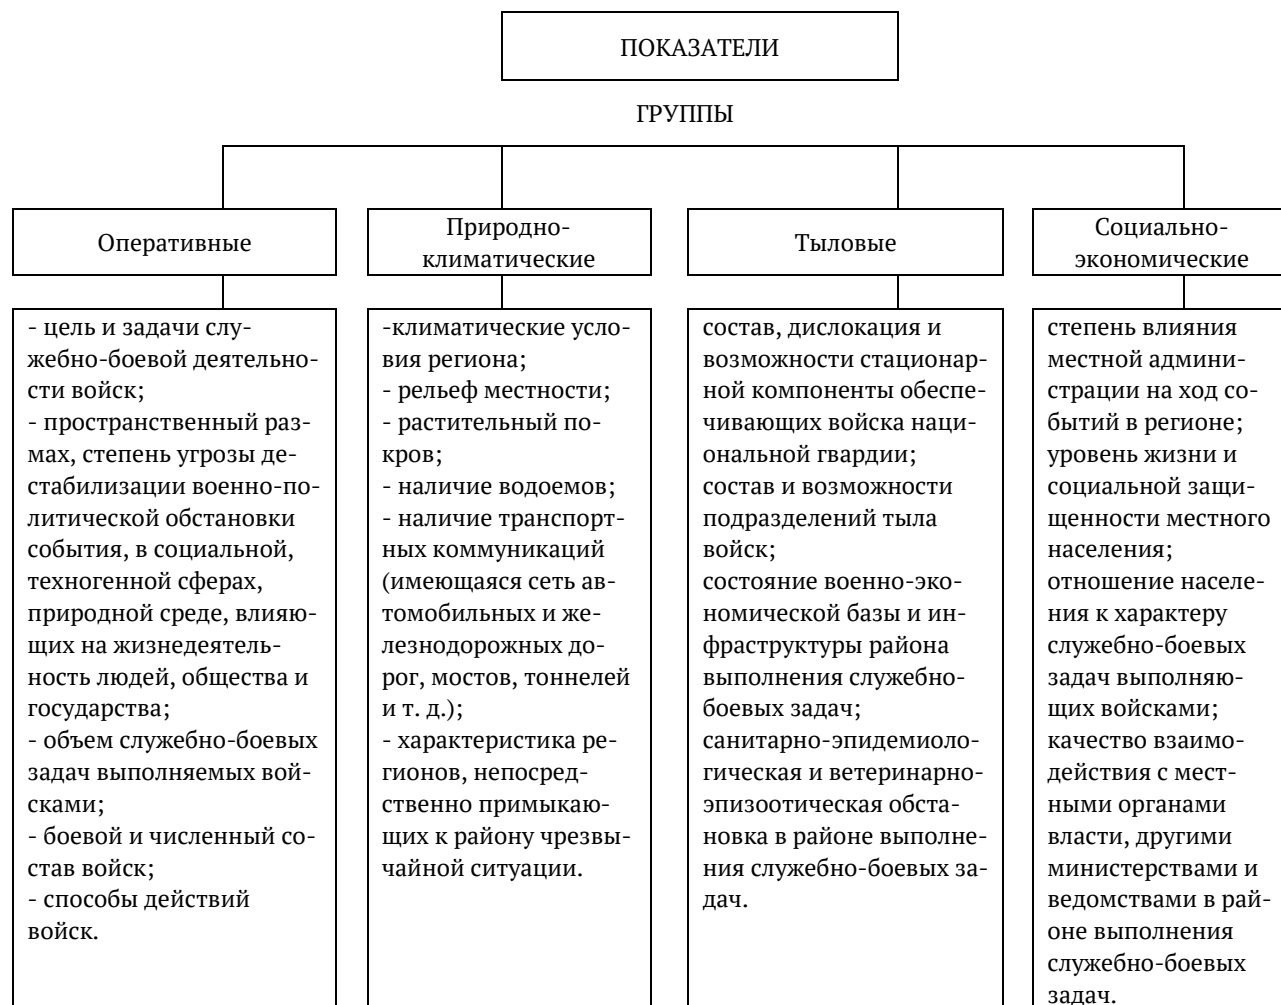 ПОКАЗАТЕЛИ
ГРУППЫ
Оперативные
- цель и задачи слу-
жебно-боевой деятельно-
сти войск;
- пространственный раз-
мах, степень угрозы де-
стабилизации военно-по-
литической обстановки
события, в социальной,
техногенной сферах,
природной среде, влияю-
щих на жизнедеятель-
ность людей, общества и
государства;
- объем служебно-боевых
задач выполняемых вой-
сками;
- боевой и численный со-
став войск;
- способы действий
войск.
Природно-
климатические
-климатические усло-
вия региона;
- рельеф местности;
- растительный по-
кров;
- наличие водоемов;
- наличие транспорт-
ных коммуникаций
(имеющаяся сеть ав-
томобильных и же-
лезнодорожных до-
рог, мостов, тоннелей
и т. д.);
- характеристика ре-
гионов, непосред-
ственно примыкаю-
щих к району чрезвы-
чайной ситуации.
Тыловые
состав, дислокация и
возможности стационар-
ной компоненты обеспе-
чивающих войска наци-
ональной гвардии;
состав и возможности
подразделений тыла
войск;
состояние военно-эко-
номической базы и ин-
фраструктуры района
выполнения служебно-
боевых задач;
санитарно-эпидемиоло-
гическая и ветеринарно-
эпизоотическая обста-
новка в районе выполне-
ния служебно-боевых за-
дач.
Социально-
экономические
степень влияния
местной админи-
страции на ход со-
бытий в регионе;
уровень жизни и
социальной защи-
щенности местного
населения;
отношение населе-
ния к характеру
служебно-боевых
задач выполняю-
щих войсками;
качество взаимо-
действия с мест-
ными органами
власти, другими
министерствами и
ведомствами в рай-
оне выполнения
служебно-боевых
задач.